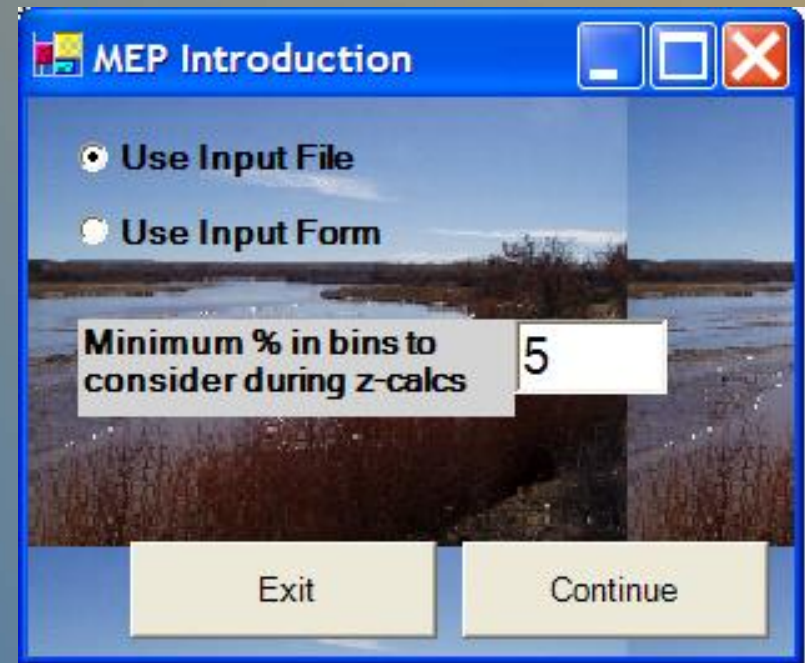 MEP Introduction
Use Input File
Use Input Form
Minimum % in bins to
consider during z-calcs
5
Exit
Continue